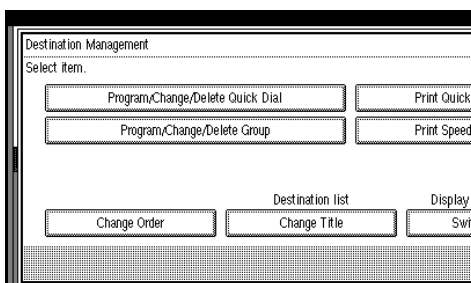 Destination Management
Select item.
Program/Change/Delete Quick Dial Print Quick
Program/Change/Delete Group Print Speed
Destination list Display
Change Order Change Title Swi